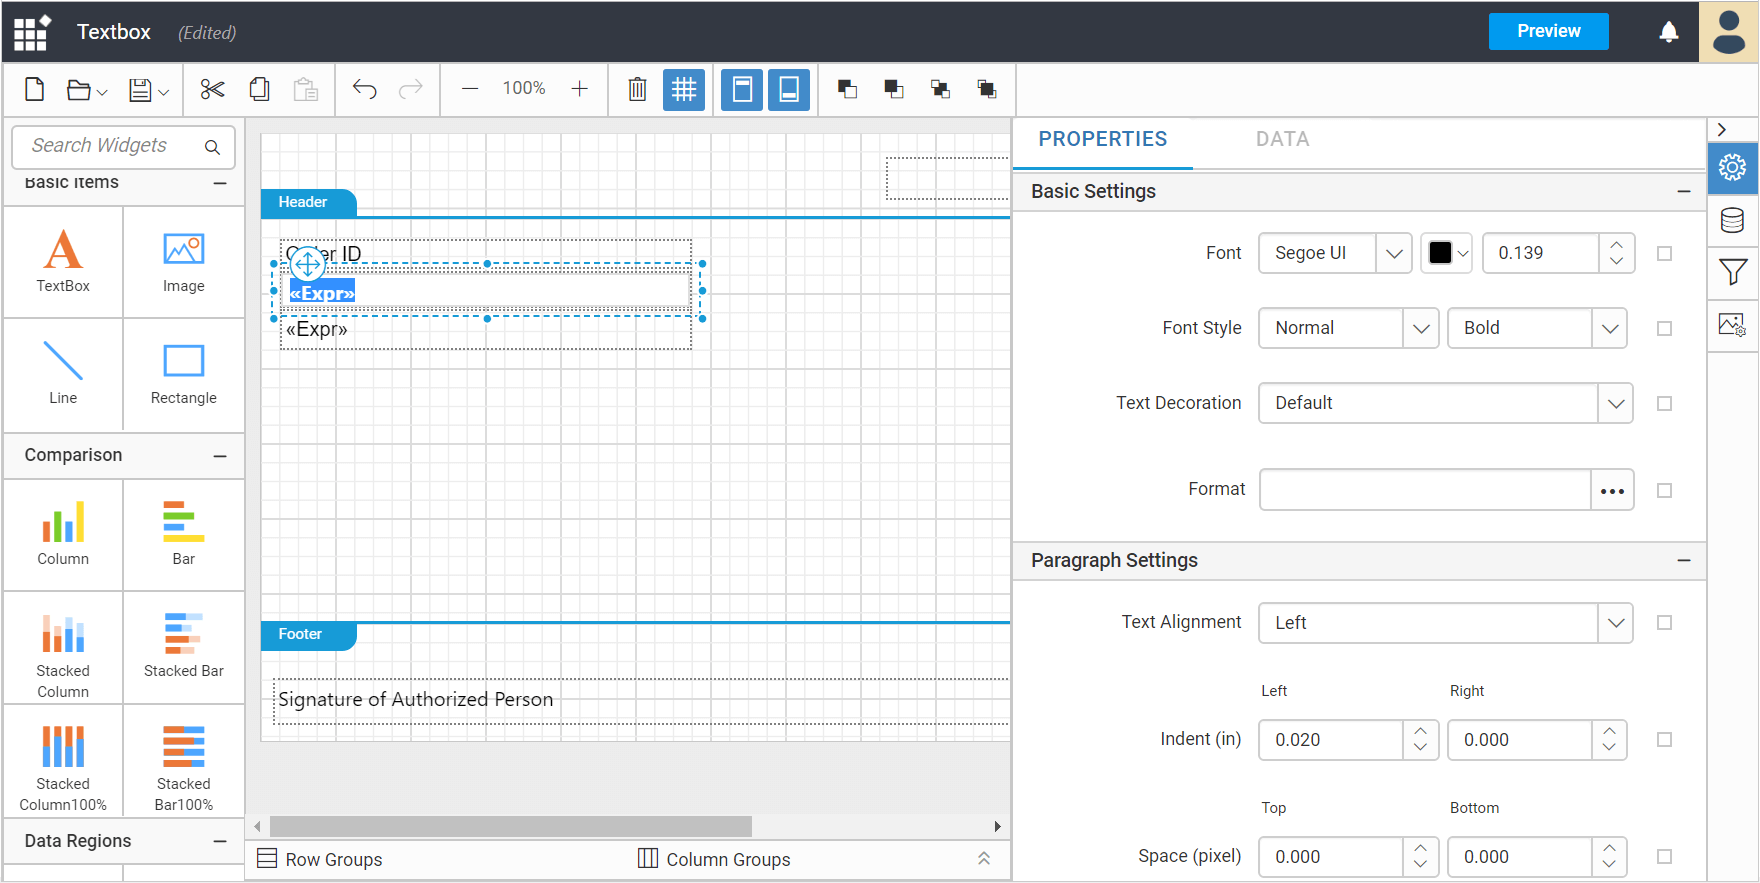 Textbox (Edited)
Preview
100%
Search Widgets
Basic Items
TextBox
Image
Line
Rectangle
Comparison
Column
Bar
Stacked
Column
Stacked Bar
Stacked
Column100%
Stacked
Bar100%
Data Regions
Header
Order ID
«Expr»
«Expr»
Footer
Signature of Authorized Person
Row Groups
Column Groups
PROPERTIES
DATA
Basic Settings
Font
Segoe UI
0.139
Font Style
Normal
Bold
Text Decoration
Default
Format
Paragraph Settings
Text Alignment
Left
Left
Right
Indent (in)
0.020
0.000
Top
Bottom
Space (pixel)
0.000
0.000